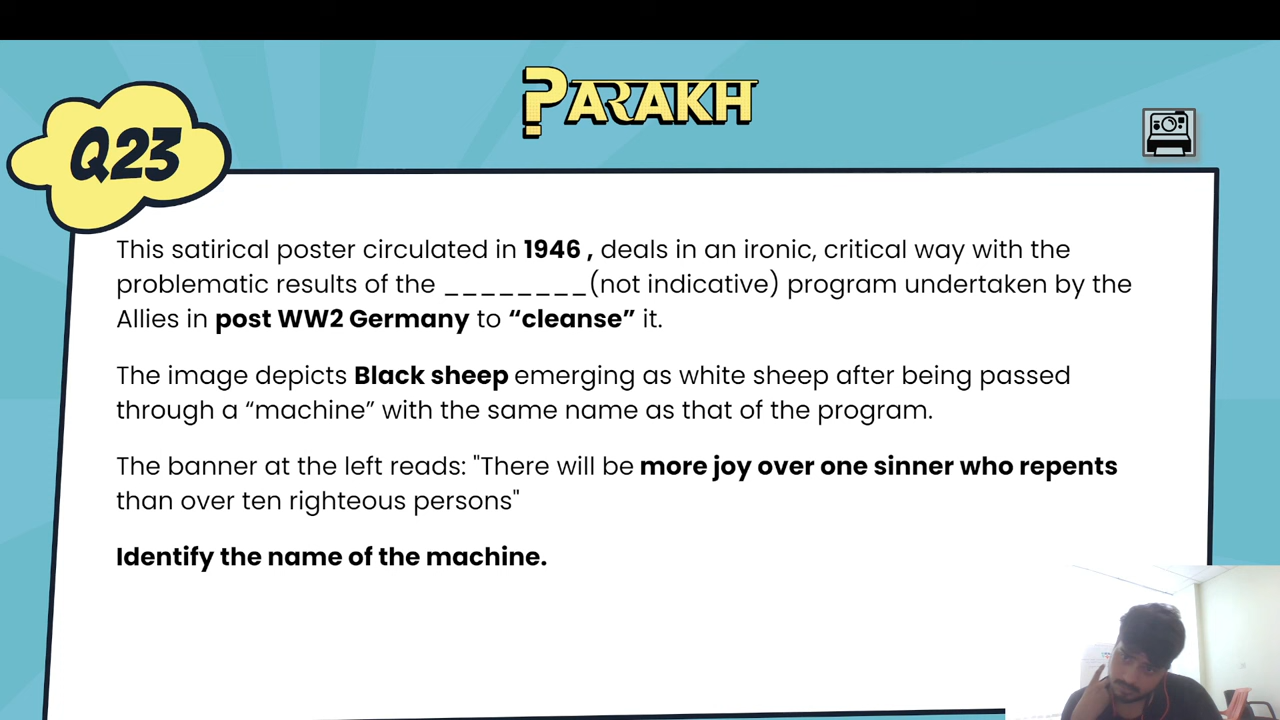 PARAKH
Q23
This satirical poster circulated in 1946 , deals in an ironic, critical way with the
problematic results of the ________(not indicative) program undertaken by the
Allies in post WW2 Germany to “cleanse” it.
The image depicts Black sheep emerging as white sheep after being passed
through a “machine” with the same name as that of the program.
The banner at the left reads: "There will be more joy over one sinner who repents
than over ten righteous persons"
Identify the name of the machine.